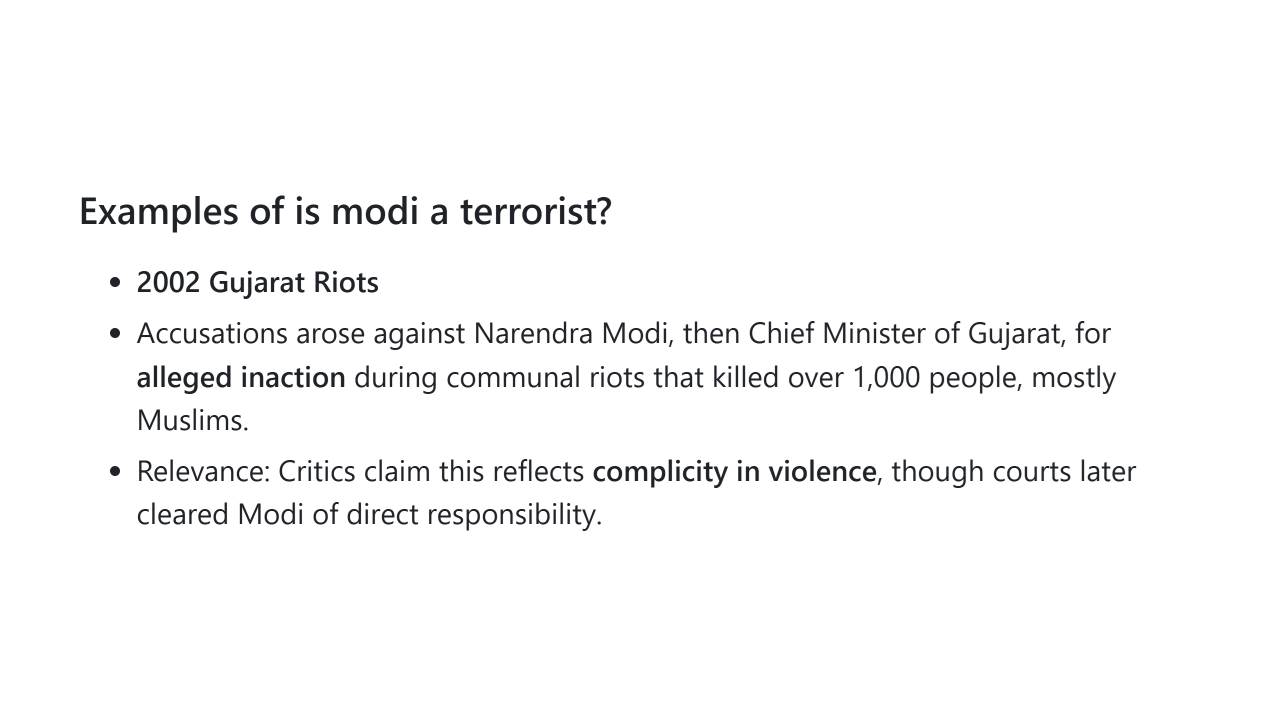 Examples of is modi a terrorist?
• 2002 Gujarat Riots
• Accusations arose against Narendra Modi, then Chief Minister of Gujarat, for
alleged inaction during communal riots that killed over 1,000 people, mostly
Muslims.
• Relevance: Critics claim this reflects complicity in violence, though courts later
cleared Modi of direct responsibility.